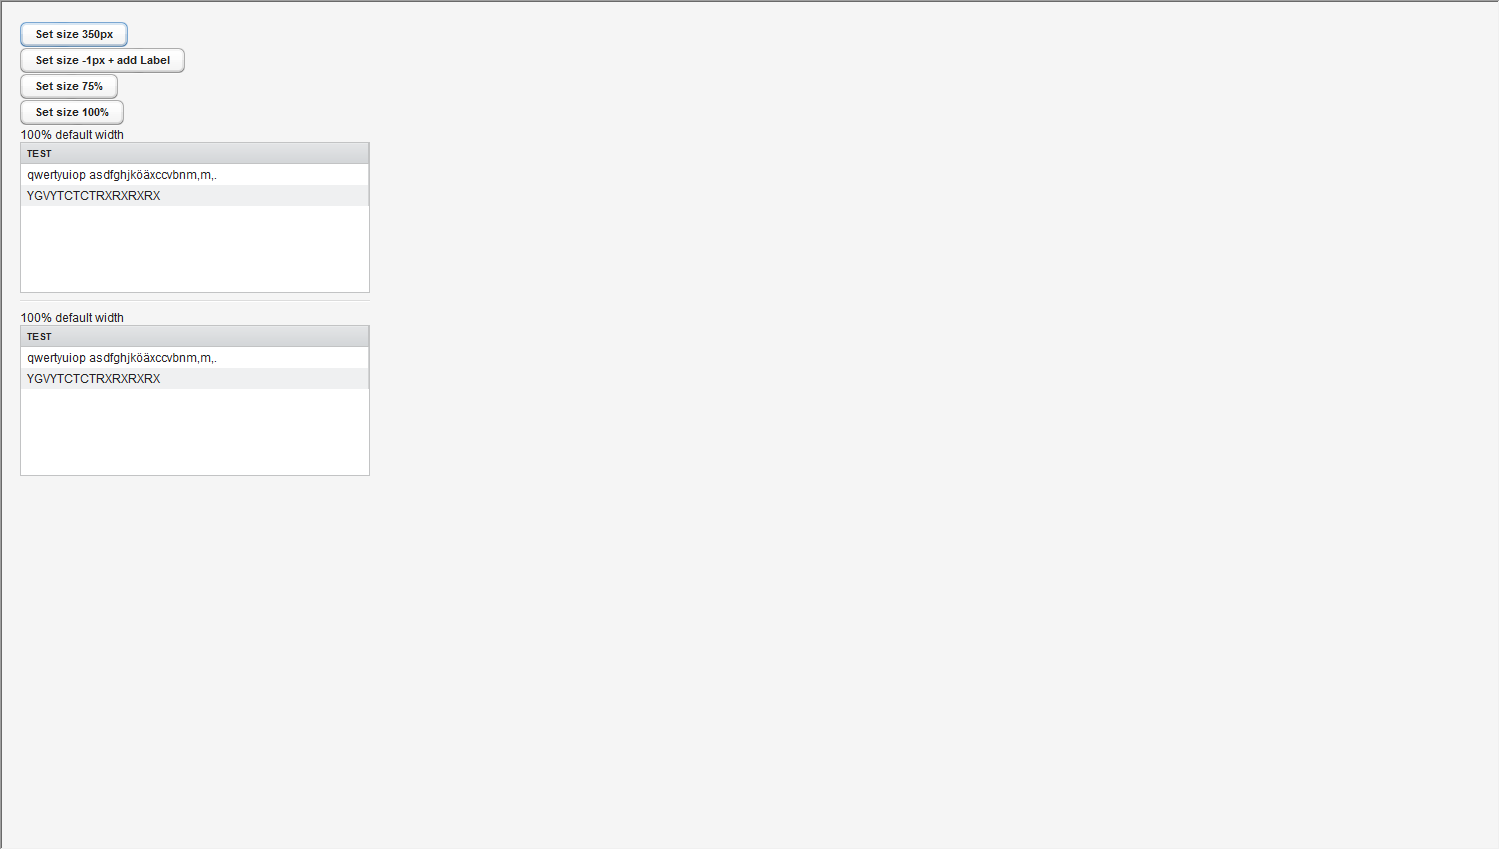 Set size 350px
Set size -1px + add Label
Set size 75%
Set size 100%
100% default width
TEST
qwertyuiop asdfghjköäxccvbnm,m,.
YGVYTCTCTRXRXRXRX
100% default width
TEST
qwertyuiop asdfghjköäxccvbnm,m,.
YGVYTCTCTRXRXRXRX